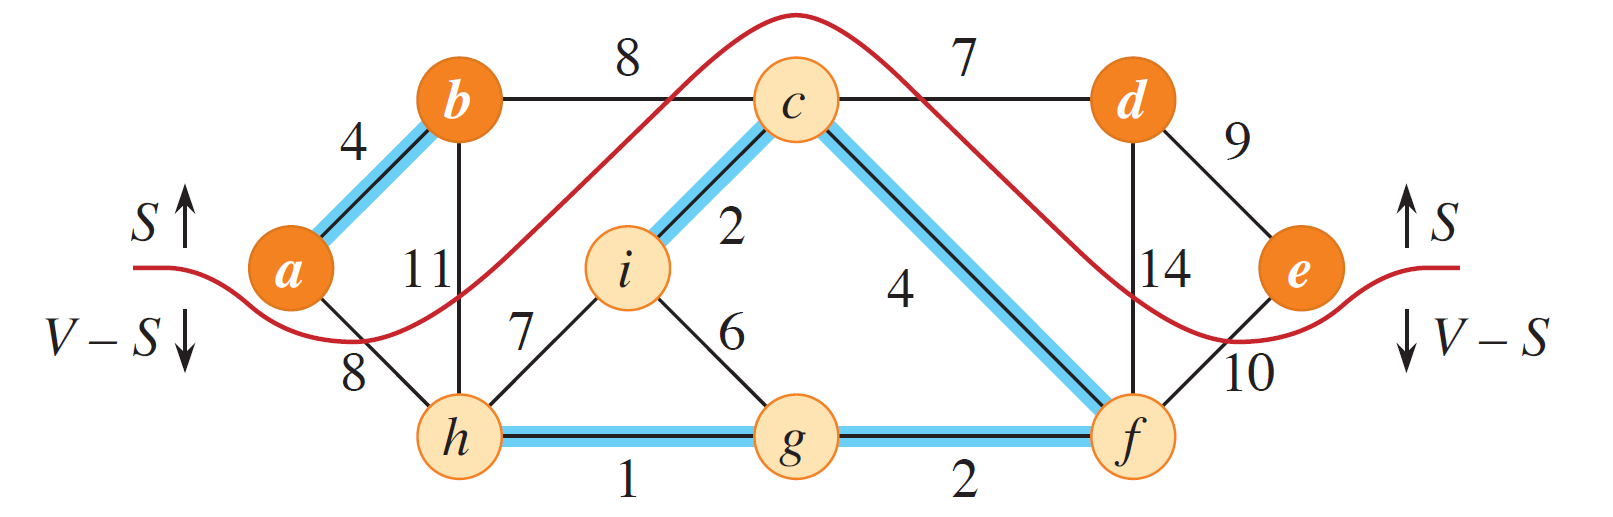 8 7
b c d
4 9
S S
2
a 11 i 14 e
4
V – S 7 6 V – S
8 10
h g f
1 2